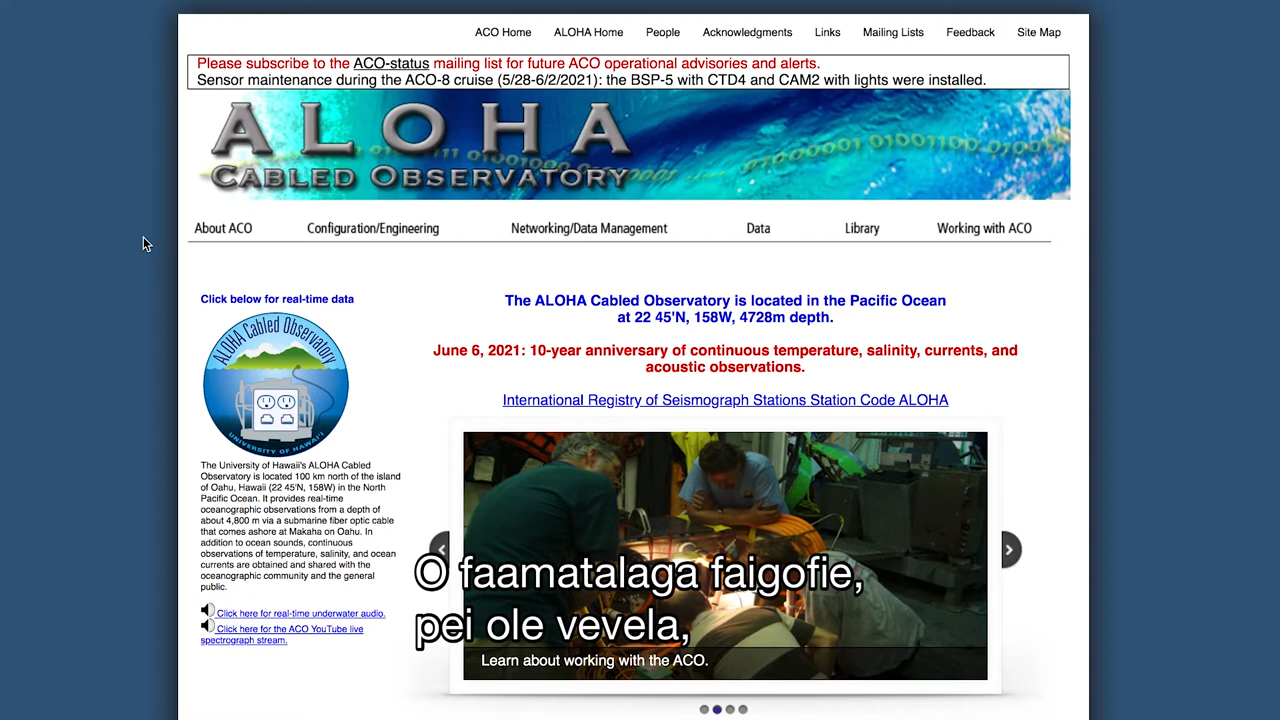 ACO Home ALOHA Home People Acknowledgments Links Mailing Lists Feedback Site Map
Please subscribe to the ACO-status mailing list for future ACO operational advisories and alerts.
Sensor maintenance during the ACO-8 cruise (5/28-6/2/2021): the BSP-5 with CTD4 and CAM2 with lights were installed.
ALOHA
CABLED OBSERVATORY
About ACO Configuration/Engineering Networking/Data Management Data Library Working with ACO
Click below for real-time data
ALOHA Cabled Observatory
UNIVERSITY OF HAWAI'I
The University of Hawaii's ALOHA Cabled
Observatory is located 100 km north of the island
of Oahu, Hawaii (22 45'N, 158W) in the North
Pacific Ocean. It provides real-time
oceanographic observations from a depth of
about 4,800 m via a submarine fiber optic cable
that comes ashore at Makaha on Oahu. In
addition to ocean sounds, continuous
observations of temperature, salinity, and ocean
currents are obtained and shared with the
oceanographic community and the general
public.
Click here for real-time underwater audio.
Click here for the ACO YouTube live
spectrograph stream.
The ALOHA Cabled Observatory is located in the Pacific Ocean
at 22 45'N, 158W, 4728m depth.
June 6, 2021: 10-year anniversary of continuous temperature, salinity, currents, and
acoustic observations.
International Registry of Seismograph Stations Station Code ALOHA
O faamatalaga faigofie,
pei ole vevela,
Learn about working with the ACO.